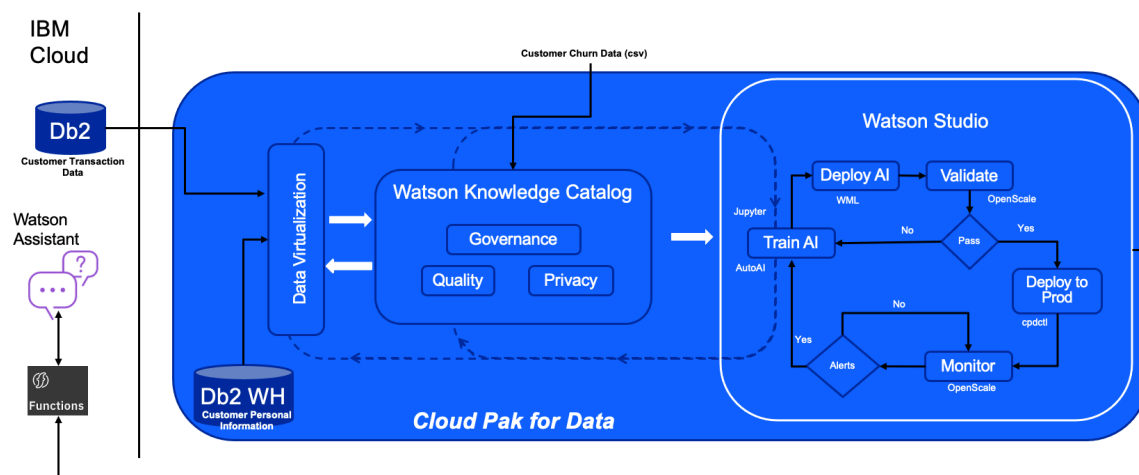 IBM
Cloud
Customer Churn Data (csv)
Db2
Customer Transaction
Data
Watson
Assistant
?
Functions
Data Virtualization
Watson Knowledge Catalog
Governance
Quality
Privacy
Db2 WH
Customer Personal
Information
Cloud Pak for Data
Watson Studio
Deploy AI
WML
Validate
OpenScale
Jupyter
Train AI
AutoAI
No
Pass
Yes
Deploy to
Prod
cpdctl
No
Yes
Alerts
Monitor
OpenScale